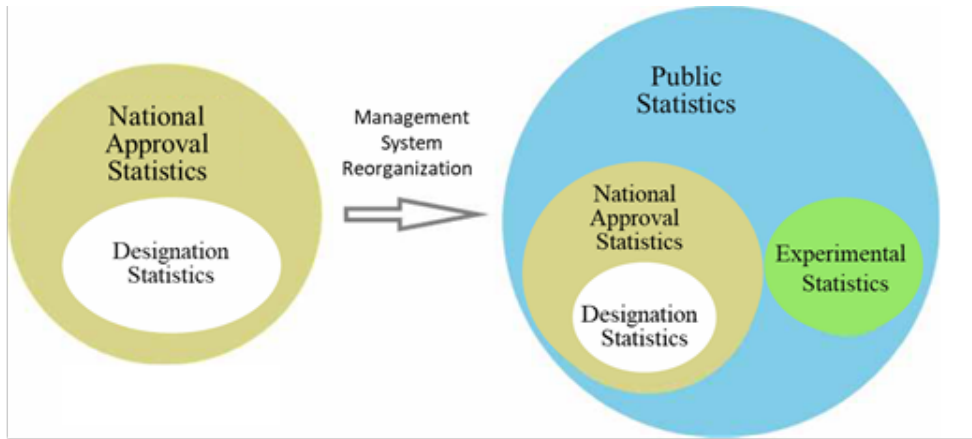 National
Approval
Statistics
Designation
Statistics
Management
System
Reorganization
Public
Statistics
National
Approval
Statistics
Designation
Statistics
Experimental
Statistics